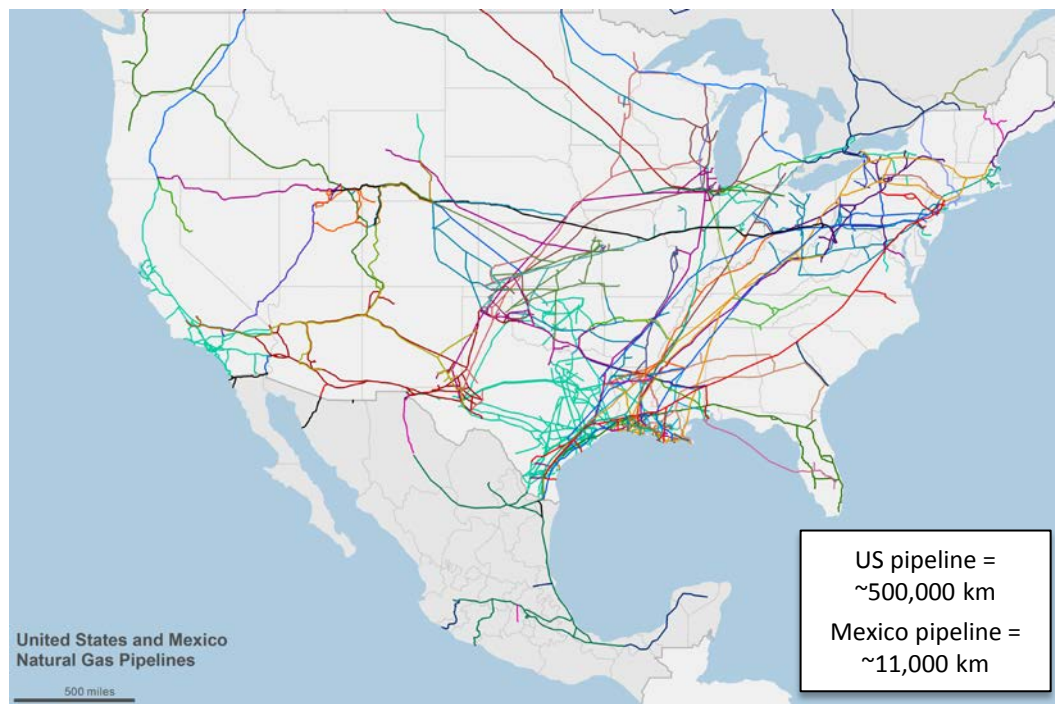 US pipeline =
~500,000 km
Mexico pipeline =
~11,000 km
United States and Mexico
Natural Gas Pipelines
500 miles